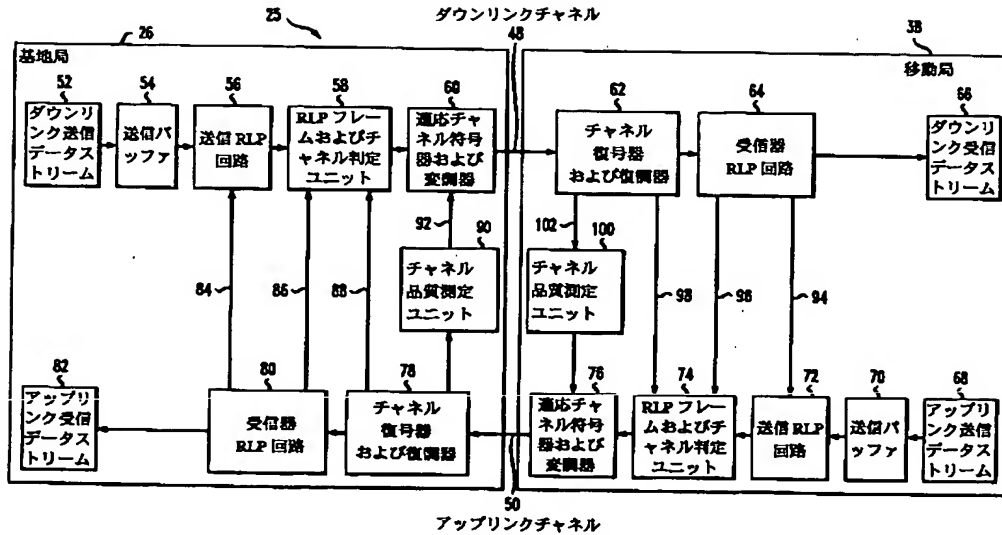 ダウンリンクチャネル
25
26
48
38
基地局
移動局
52
54
56
58
60
62
64
66
ダウンリ
ンク送信
データス
トリーム
送信バ
ッファ
送信 RLP
回路
RLP フレー
ムおよびチャ
ネル判定
ユニット
適応チャ
ネル符号
器および
変調器
チャネル
復号器
および復調器
受信器
RLP 回路
ダウンリ
ンク受信
データス
トリーム
92
90
102
100
チャネル
品質測定
ユニット
チャネル
品質測定
ユニット
84
86
88
98
96
94
82
80
78
76
74
72
70
68
アップリ
ンク受信
データス
トリーム
受信器
RLP 回路
チャネル
復号器
および復調器
適応チャ
ネル符号
器および
変調器
RLP フレー
ムおよびチャ
ネル判定
ユニット
送信 RLP
回路
送信バ
ッファ
アップリ
ンク送信
データス
トリーム
50
アップリンクチャネル